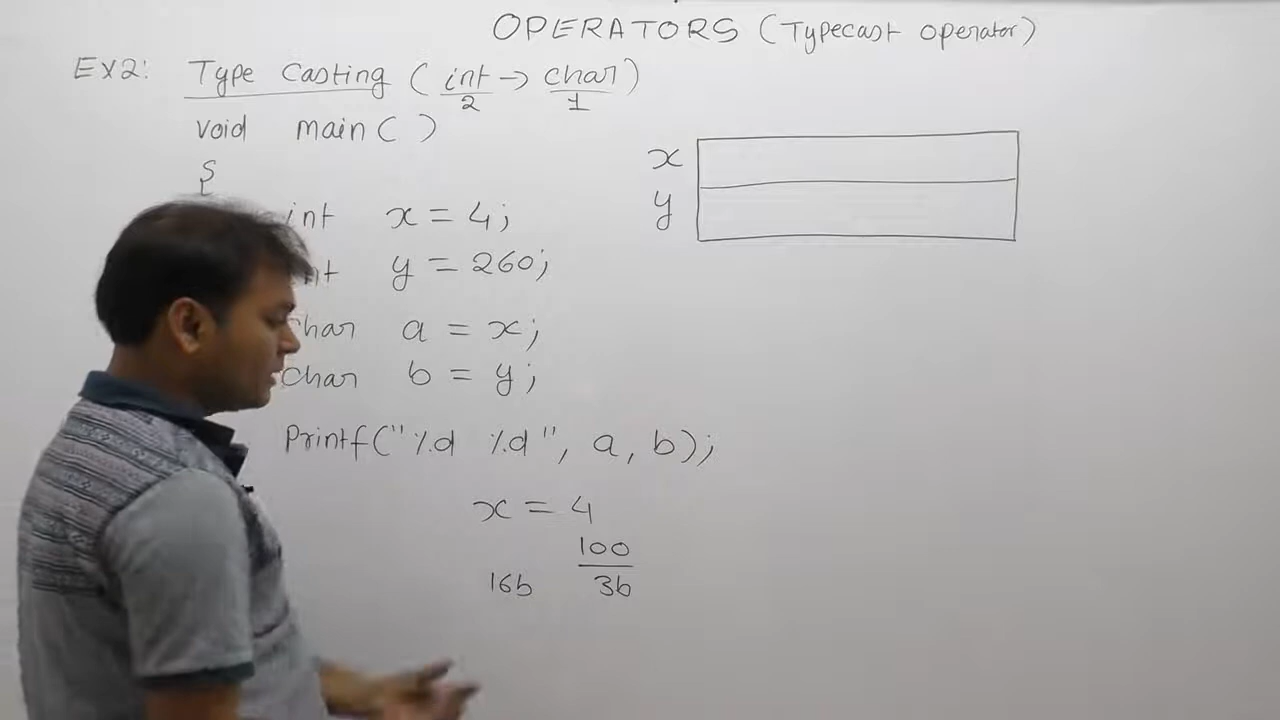 OPERATORS (Typecast operator)
EX2: Type Casting ( int → char )
2 1
void main( )
{
int x = 4;
y = 260;
char a = x;
char b = y;
Printf("%d %d", a, b);
x = 4
100
16b 3b
x
y